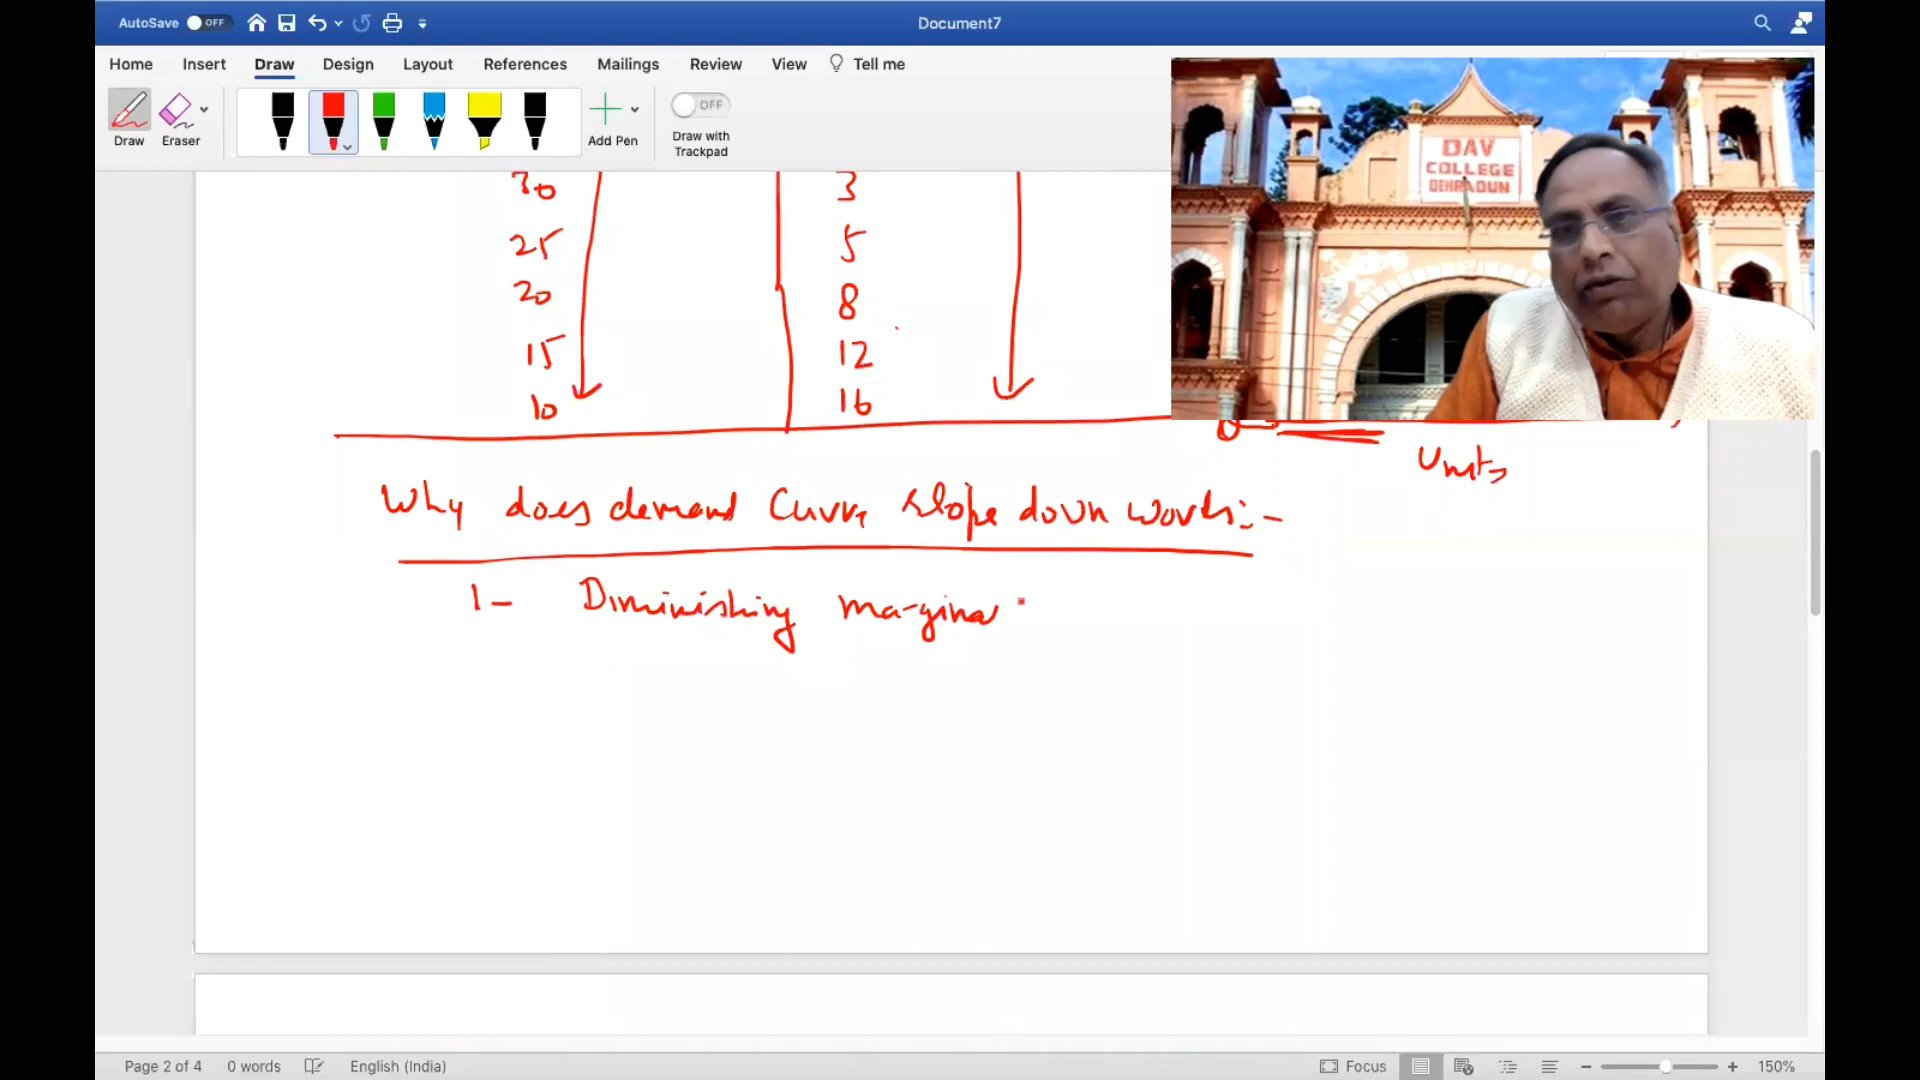 AutoSave OFF Document7
Home Insert Draw Design Layout References Mailings Review View Tell me
OFF
Draw Eraser Add Pen Draw with Trackpad
DAV
COLLEGE
DEHRADUN
30 3
25 5
20 8
15 12
10 16
Units
Why does demand Curve slope down words:-
1- Diminishing marginal
Page 2 of 4 0 words English (India) Focus 150%